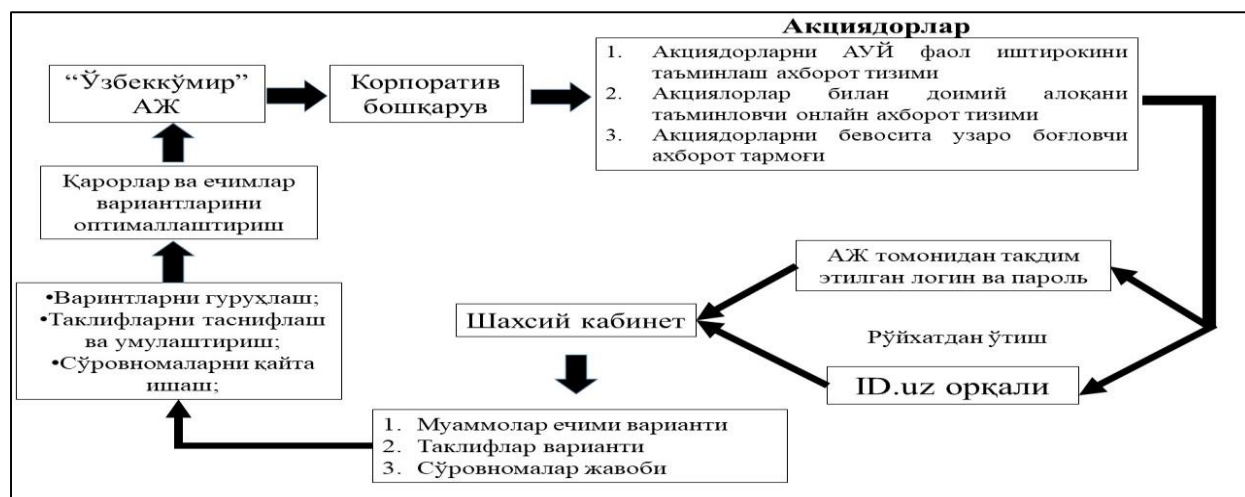 Акциядорлар
“Ўзбеккўмир”
АЖ
Корпоратив
бошқарув
1. Акциядорларни АУЙ фаол иштирокини
таъминлаш ахборот тизими
2. Акциялорлар билан доимий алоқани
таъминловчи онлайн ахборот тизими
3. Акциядорларни бевосита узаро боғловчи
ахборот тармоғи
Қарорлар ва ечимлар
вариантларини
оптималлаштириш
АЖ томонидан тақдим
этилган логин ва пароль
•Варинтларни гуруҳлаш;
•Таклифларни таснифлаш
ва умулаштириш;
•Сўровномаларни қайта
ишаш;
Шахсий кабинет
Рўйхатдан ўтиш
ID.uz орқали
1. Муаммолар ечими варианти
2. Таклифлар варианти
3. Сўровномалар жавоби